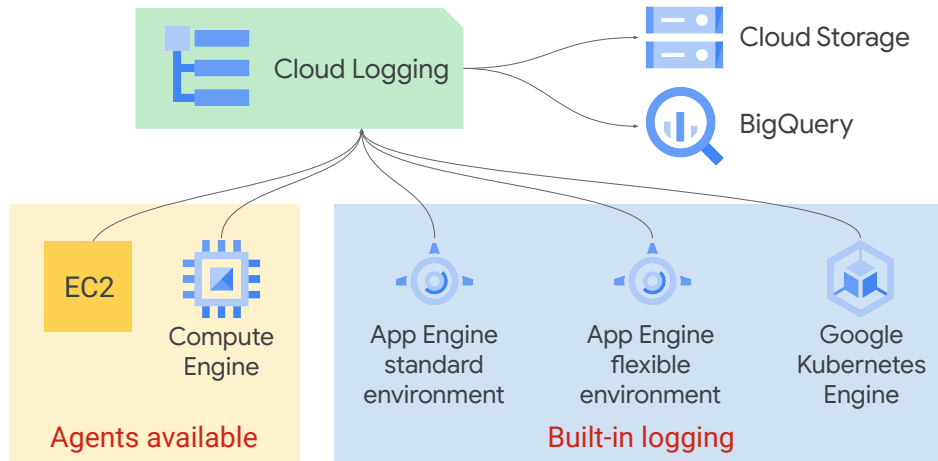 Cloud Logging
Cloud Storage
BigQuery
EC2
Compute
Engine
Agents available
App Engine
standard
environment
App Engine
flexible
environment
Google
Kubernetes
Engine
Built-in logging